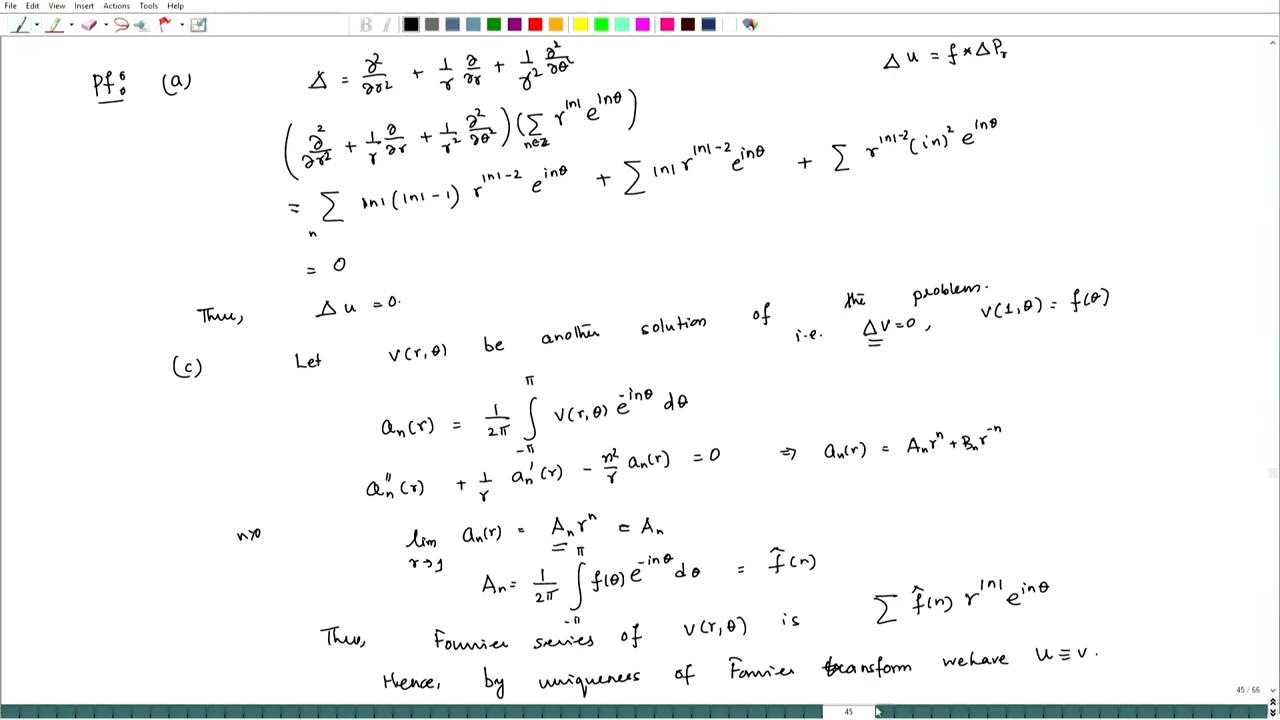 File Edit View Insert Actions Tools Help
B I
Pf: (a) Δ = ∂²/∂r² + 1/r ∂/∂r + 1/r² ∂²/∂θ² Δu = f * ΔPr
(∂²/∂r² + 1/r ∂/∂r + 1/r² ∂²/∂θ²)(∑_{n∈Z} r^{|n|} e^{inθ})
= ∑_n |n|(|n|-1) r^{|n|-2} e^{inθ} + ∑ |n| r^{|n|-2} e^{inθ} + ∑ r^{|n|-2} (in)² e^{inθ}
= 0
Thus, Δu = 0.
(c) Let v(r,θ) be another solution of the problem. i.e. Δv=0, v(1,θ) = f(θ)
a_n(r) = 1/2π ∫_{-π}^{π} v(r,θ) e^{-inθ} dθ
a_n''(r) + 1/r a_n'(r) - n²/r a_n(r) = 0 ⇒ a_n(r) = A_n r^n + B_n r^{-n}
n>0 lim_{r→1} a_n(r) = A_n r^n = A_n
A_n = 1/2π ∫_{-π}^{π} f(θ) e^{-inθ} dθ = f̂(n)
Thus, Fourier series of v(r,θ) is ∑ f̂(n) r^{|n|} e^{inθ}
Hence, by uniqueness of Fourier transform we have u ≡ v.
45 / 66
45